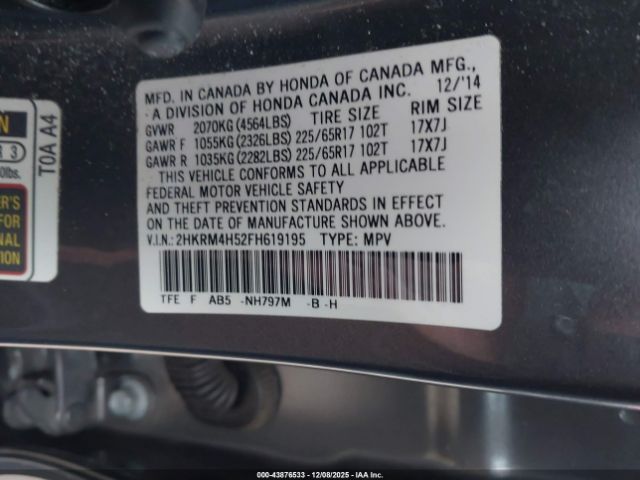 MFD. IN CANADA BY HONDA OF CANADA MFG.,
A DIVISION OF HONDA CANADA INC. 12/'14
GVWR 2070KG(4564LBS) TIRE SIZE RIM SIZE
GAWR F 1055KG(2326LBS) 225/65R17 102T 17X7J
GAWR R 1035KG(2282LBS) 225/65R17 102T 17X7J
THIS VEHICLE CONFORMS TO ALL APPLICABLE
FEDERAL MOTOR VEHICLE SAFETY
AND THEFT PREVENTION STANDARDS IN EFFECT
ON THE DATE OF MANUFACTURE SHOWN ABOVE.
V.I.N.:2HKRM4H52FH619195 TYPE: MPV
TFE F AB5 -NH797M -B -H
T0A A4
3
FOR
000-43876533 - 12/08/2025 - IAA Inc.